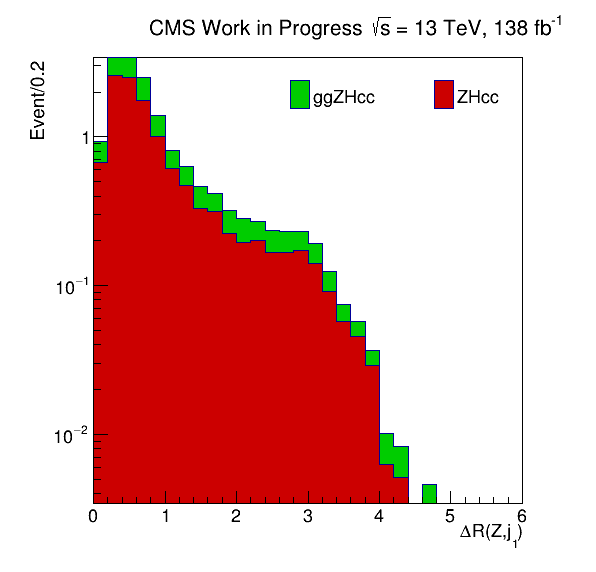 CMS Work in Progress √s = 13 TeV, 138 fb⁻¹
Event/0.2
ggZHcc
ZHcc
1
10⁻¹
10⁻²
0 1 2 3 4 5 6
ΔR(Z,j₁)